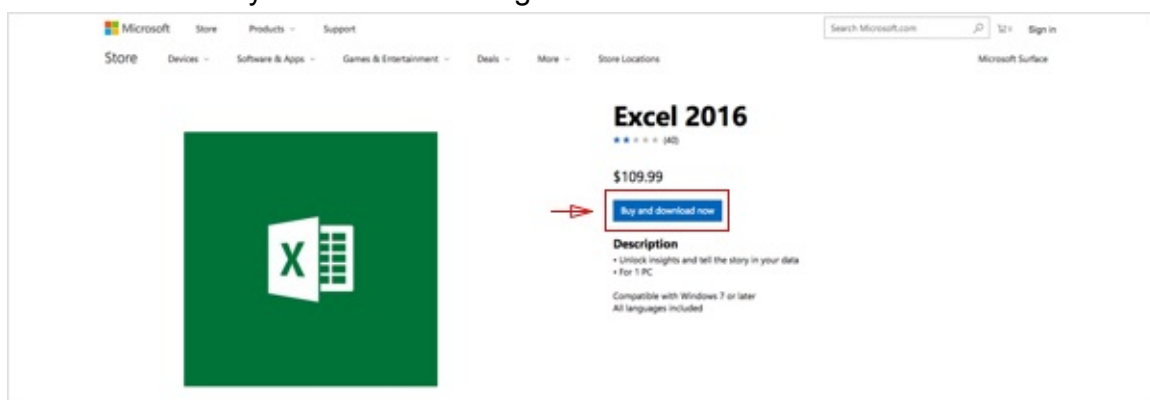 Microsoft Store Products Support Search Microsoft.com Sign in
Store Devices Software & Apps Games & Entertainment Deals More Store Locations Microsoft Surface
Excel 2016
(40)
$109.99
Buy and download now
X
Description
• Unlock insights and tell the story in your data
• For 1 PC
Compatible with Windows 7 or later
All languages included